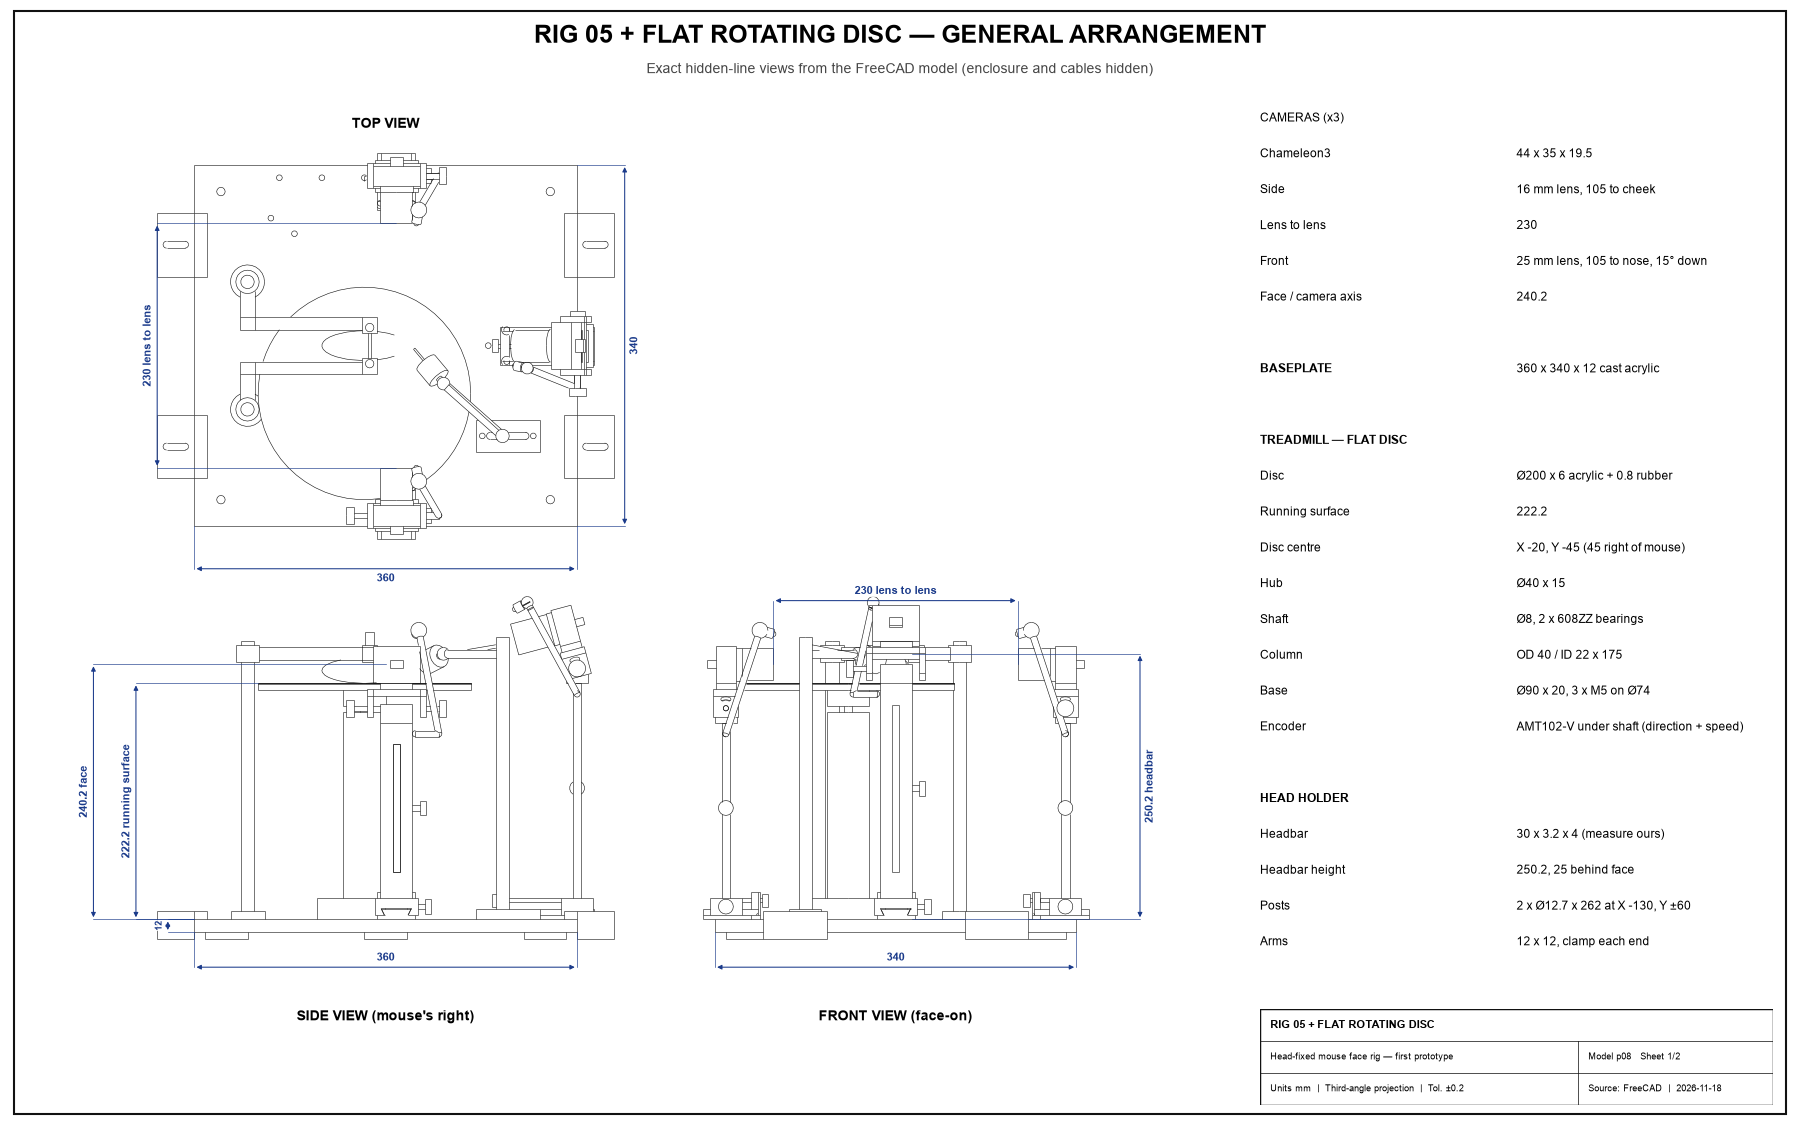 RIG 05 + FLAT ROTATING DISC — GENERAL ARRANGEMENT
Exact hidden-line views from the FreeCAD model (enclosure and cables hidden)
TOP VIEW
230 lens to lens
340
360
230 lens to lens
240.2 face
222.2 running surface
12
360
250.2 headbar
340
SIDE VIEW (mouse's right)
FRONT VIEW (face-on)
CAMERAS (x3)
Chameleon3 44 x 35 x 19.5
Side 16 mm lens, 105 to cheek
Lens to lens 230
Front 25 mm lens, 105 to nose, 15° down
Face / camera axis 240.2
BASEPLATE 360 x 340 x 12 cast acrylic
TREADMILL — FLAT DISC
Disc Ø200 x 6 acrylic + 0.8 rubber
Running surface 222.2
Disc centre X -20, Y -45 (45 right of mouse)
Hub Ø40 x 15
Shaft Ø8, 2 x 608ZZ bearings
Column OD 40 / ID 22 x 175
Base Ø90 x 20, 3 x M5 on Ø74
Encoder AMT102-V under shaft (direction + speed)
HEAD HOLDER
Headbar 30 x 3.2 x 4 (measure ours)
Headbar height 250.2, 25 behind face
Posts 2 x Ø12.7 x 262 at X -130, Y ±60
Arms 12 x 12, clamp each end
RIG 05 + FLAT ROTATING DISC
Head-fixed mouse face rig — first prototype Model p08 Sheet 1/2
Units mm | Third-angle projection | Tol. ±0.2 Source: FreeCAD | 2026-11-18